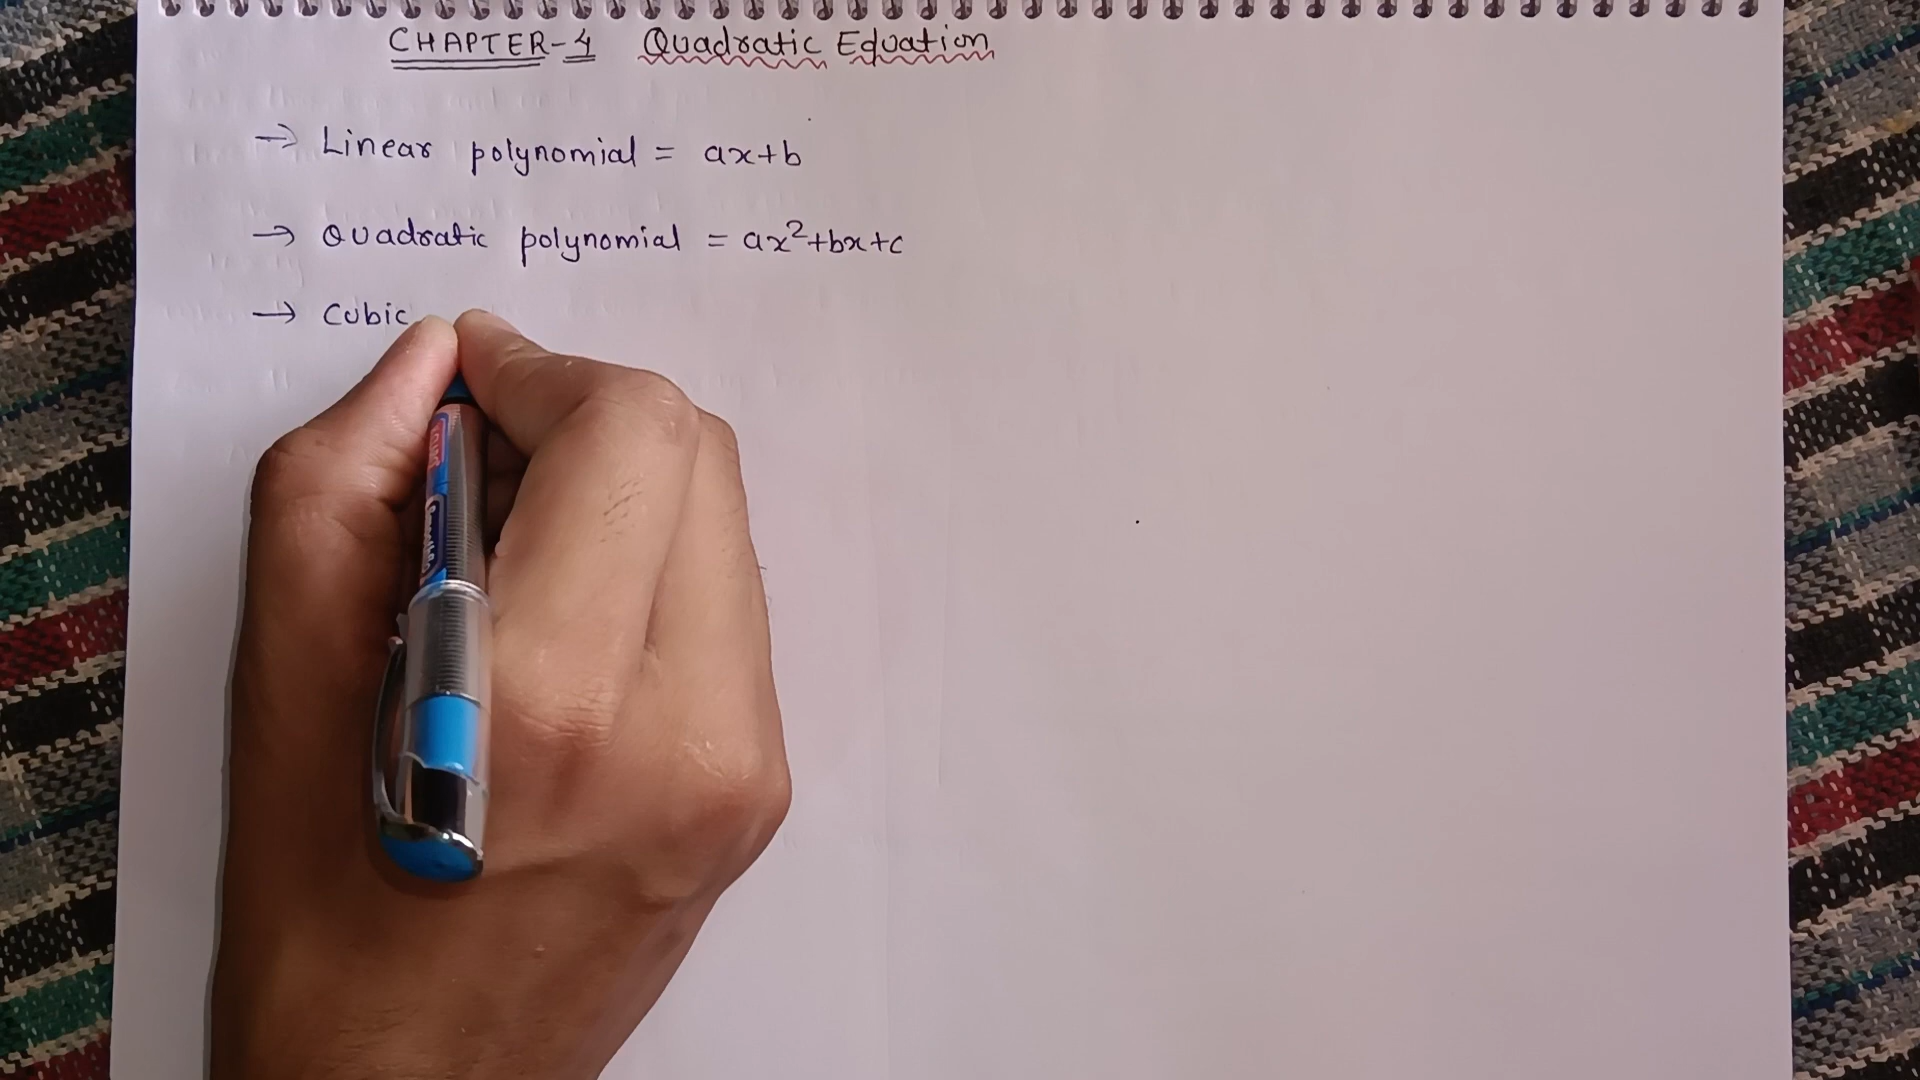 CHAPTER-4 Quadratic Equation
→ Linear polynomial = ax+b
→ Quadratic polynomial = ax²+bx+c
→ Cubic